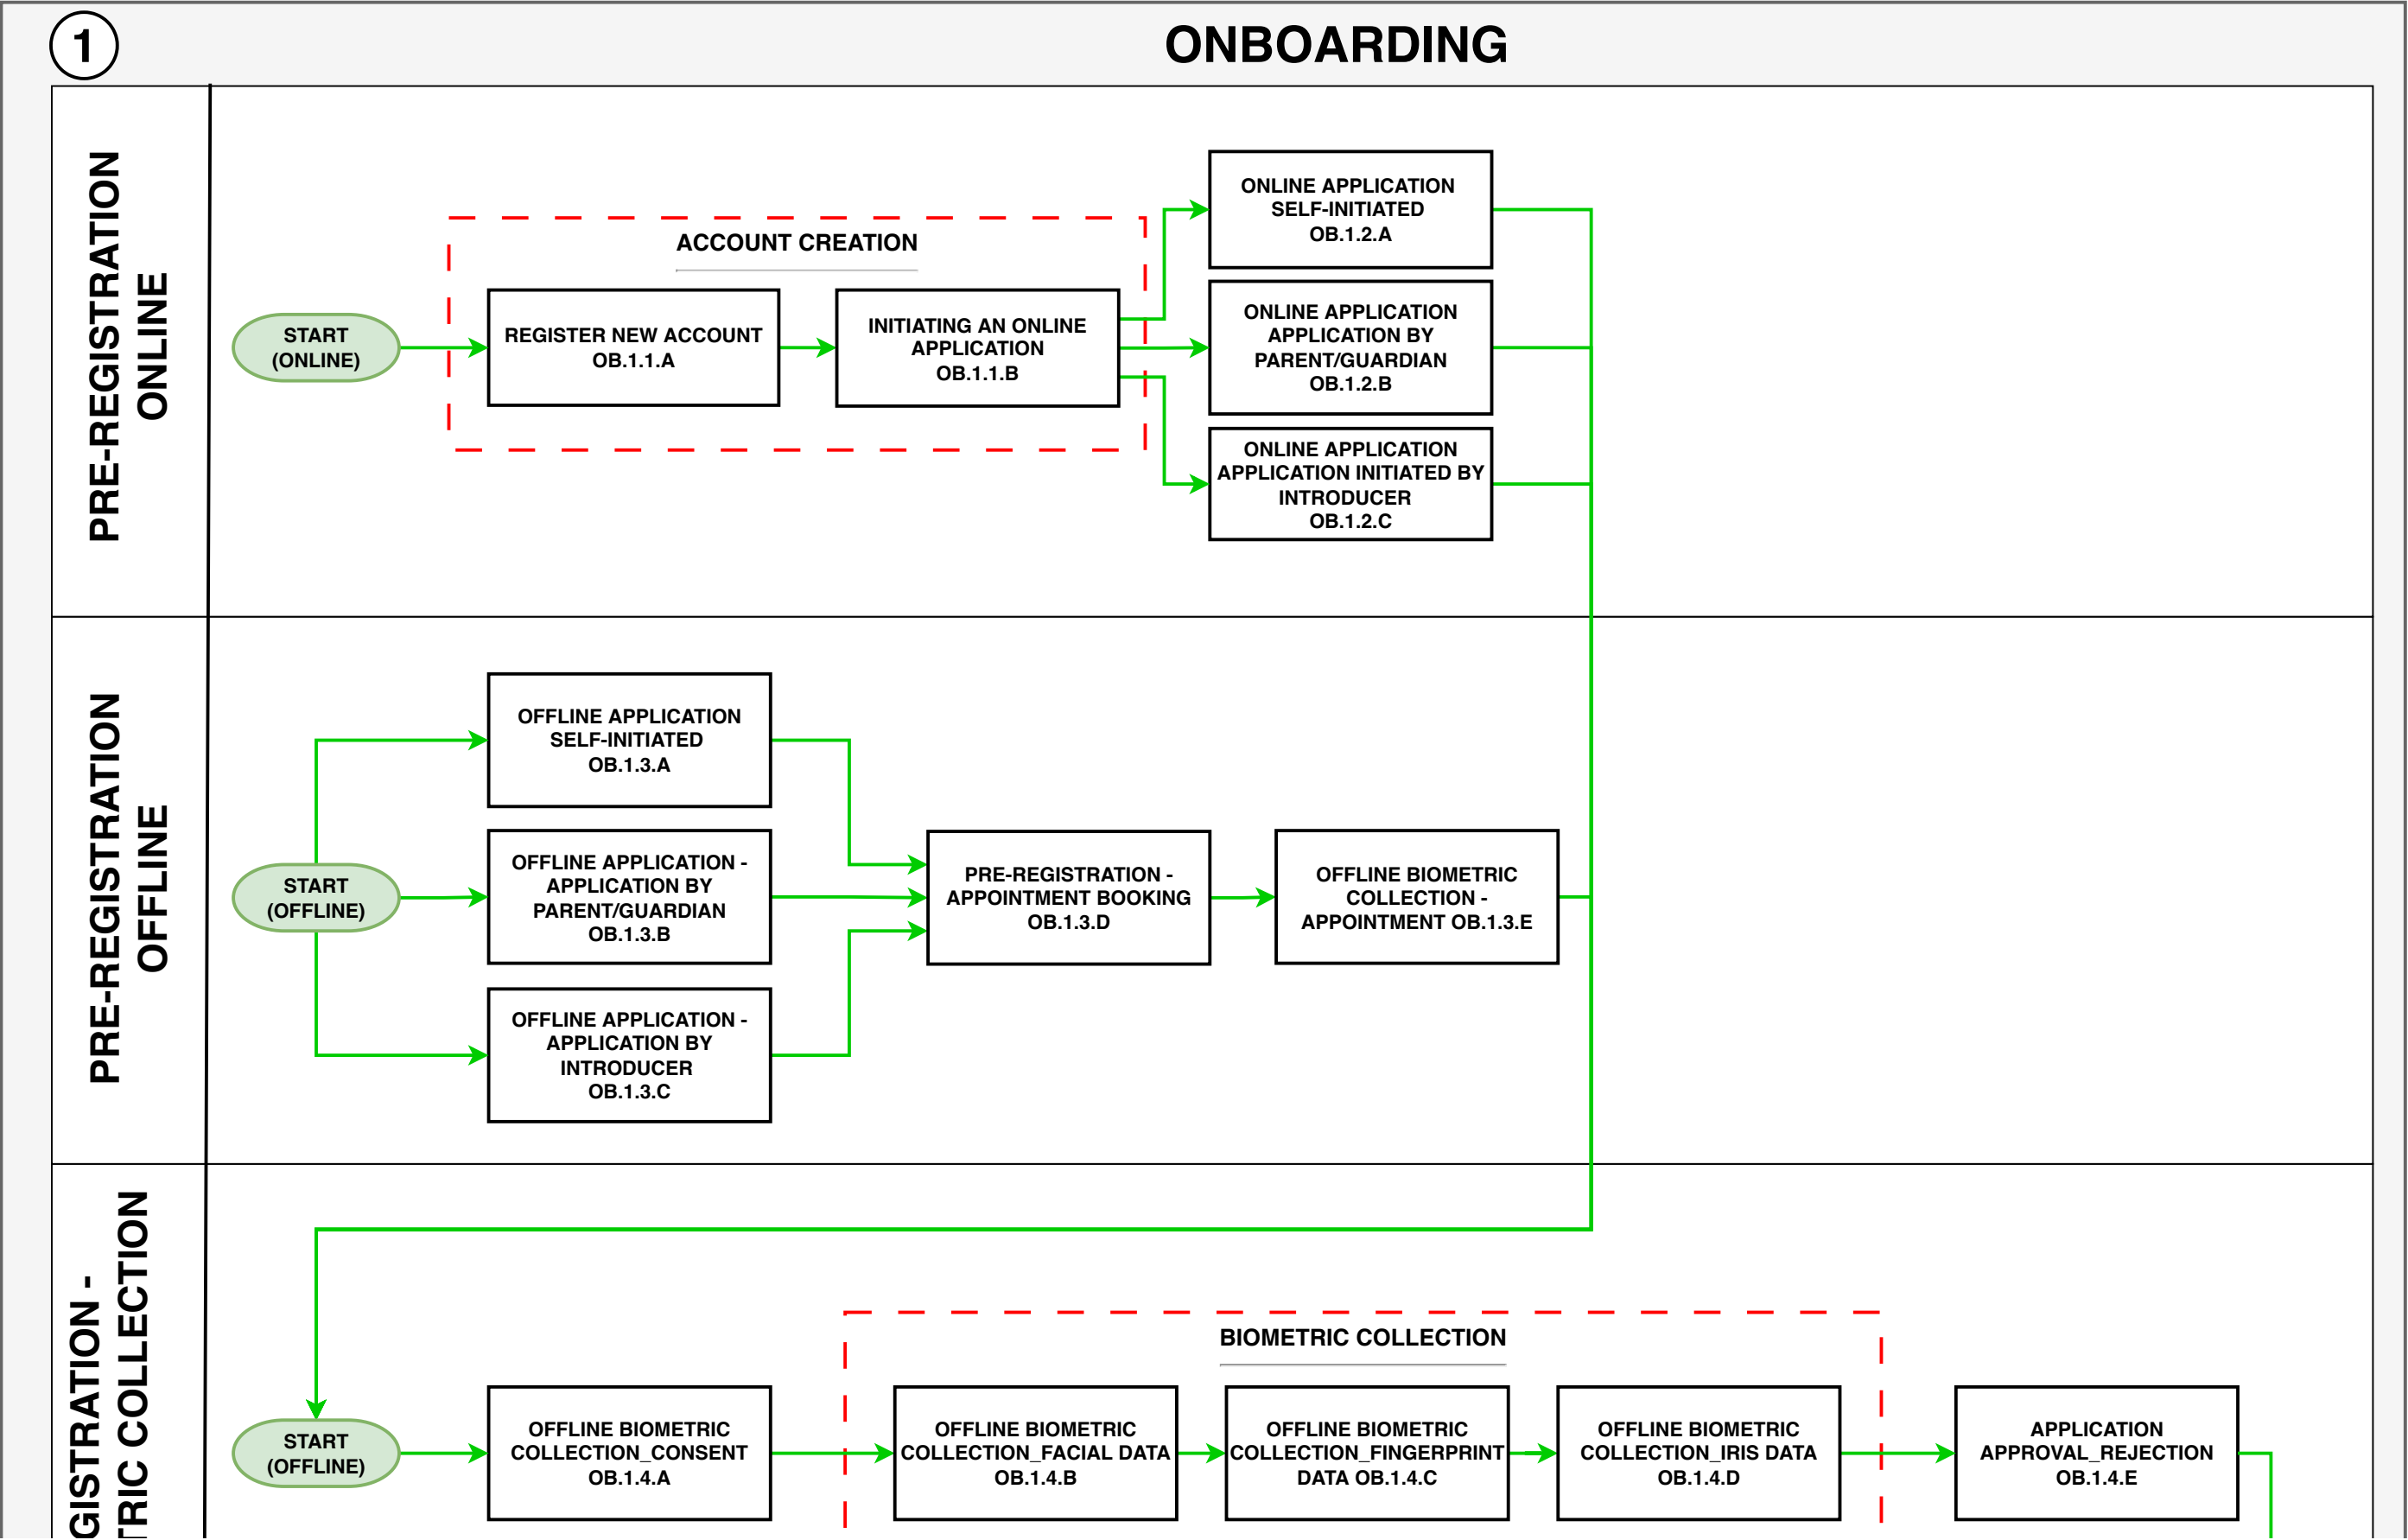 1
ONBOARDING
PRE-REGISTRATION
ONLINE
START
(ONLINE)
ACCOUNT CREATION
REGISTER NEW ACCOUNT
OB.1.1.A
INITIATING AN ONLINE
APPLICATION
OB.1.1.B
ONLINE APPLICATION
SELF-INITIATED
OB.1.2.A
ONLINE APPLICATION
APPLICATION BY
PARENT/GUARDIAN
OB.1.2.B
ONLINE APPLICATION
APPLICATION INITIATED BY
INTRODUCER
OB.1.2.C
PRE-REGISTRATION
OFFLINE
START
(OFFLINE)
OFFLINE APPLICATION
SELF-INITIATED
OB.1.3.A
OFFLINE APPLICATION -
APPLICATION BY
PARENT/GUARDIAN
OB.1.3.B
OFFLINE APPLICATION -
APPLICATION BY
INTRODUCER
OB.1.3.C
PRE-REGISTRATION -
APPOINTMENT BOOKING
OB.1.3.D
OFFLINE BIOMETRIC
COLLECTION -
APPOINTMENT OB.1.3.E
GISTRATION -
TRIC COLLECTION
START
(OFFLINE)
OFFLINE BIOMETRIC
COLLECTION_CONSENT
OB.1.4.A
BIOMETRIC COLLECTION
OFFLINE BIOMETRIC
COLLECTION_FACIAL DATA
OB.1.4.B
OFFLINE BIOMETRIC
COLLECTION_FINGERPRINT
DATA OB.1.4.C
OFFLINE BIOMETRIC
COLLECTION_IRIS DATA
OB.1.4.D
APPLICATION
APPROVAL_REJECTION
OB.1.4.E